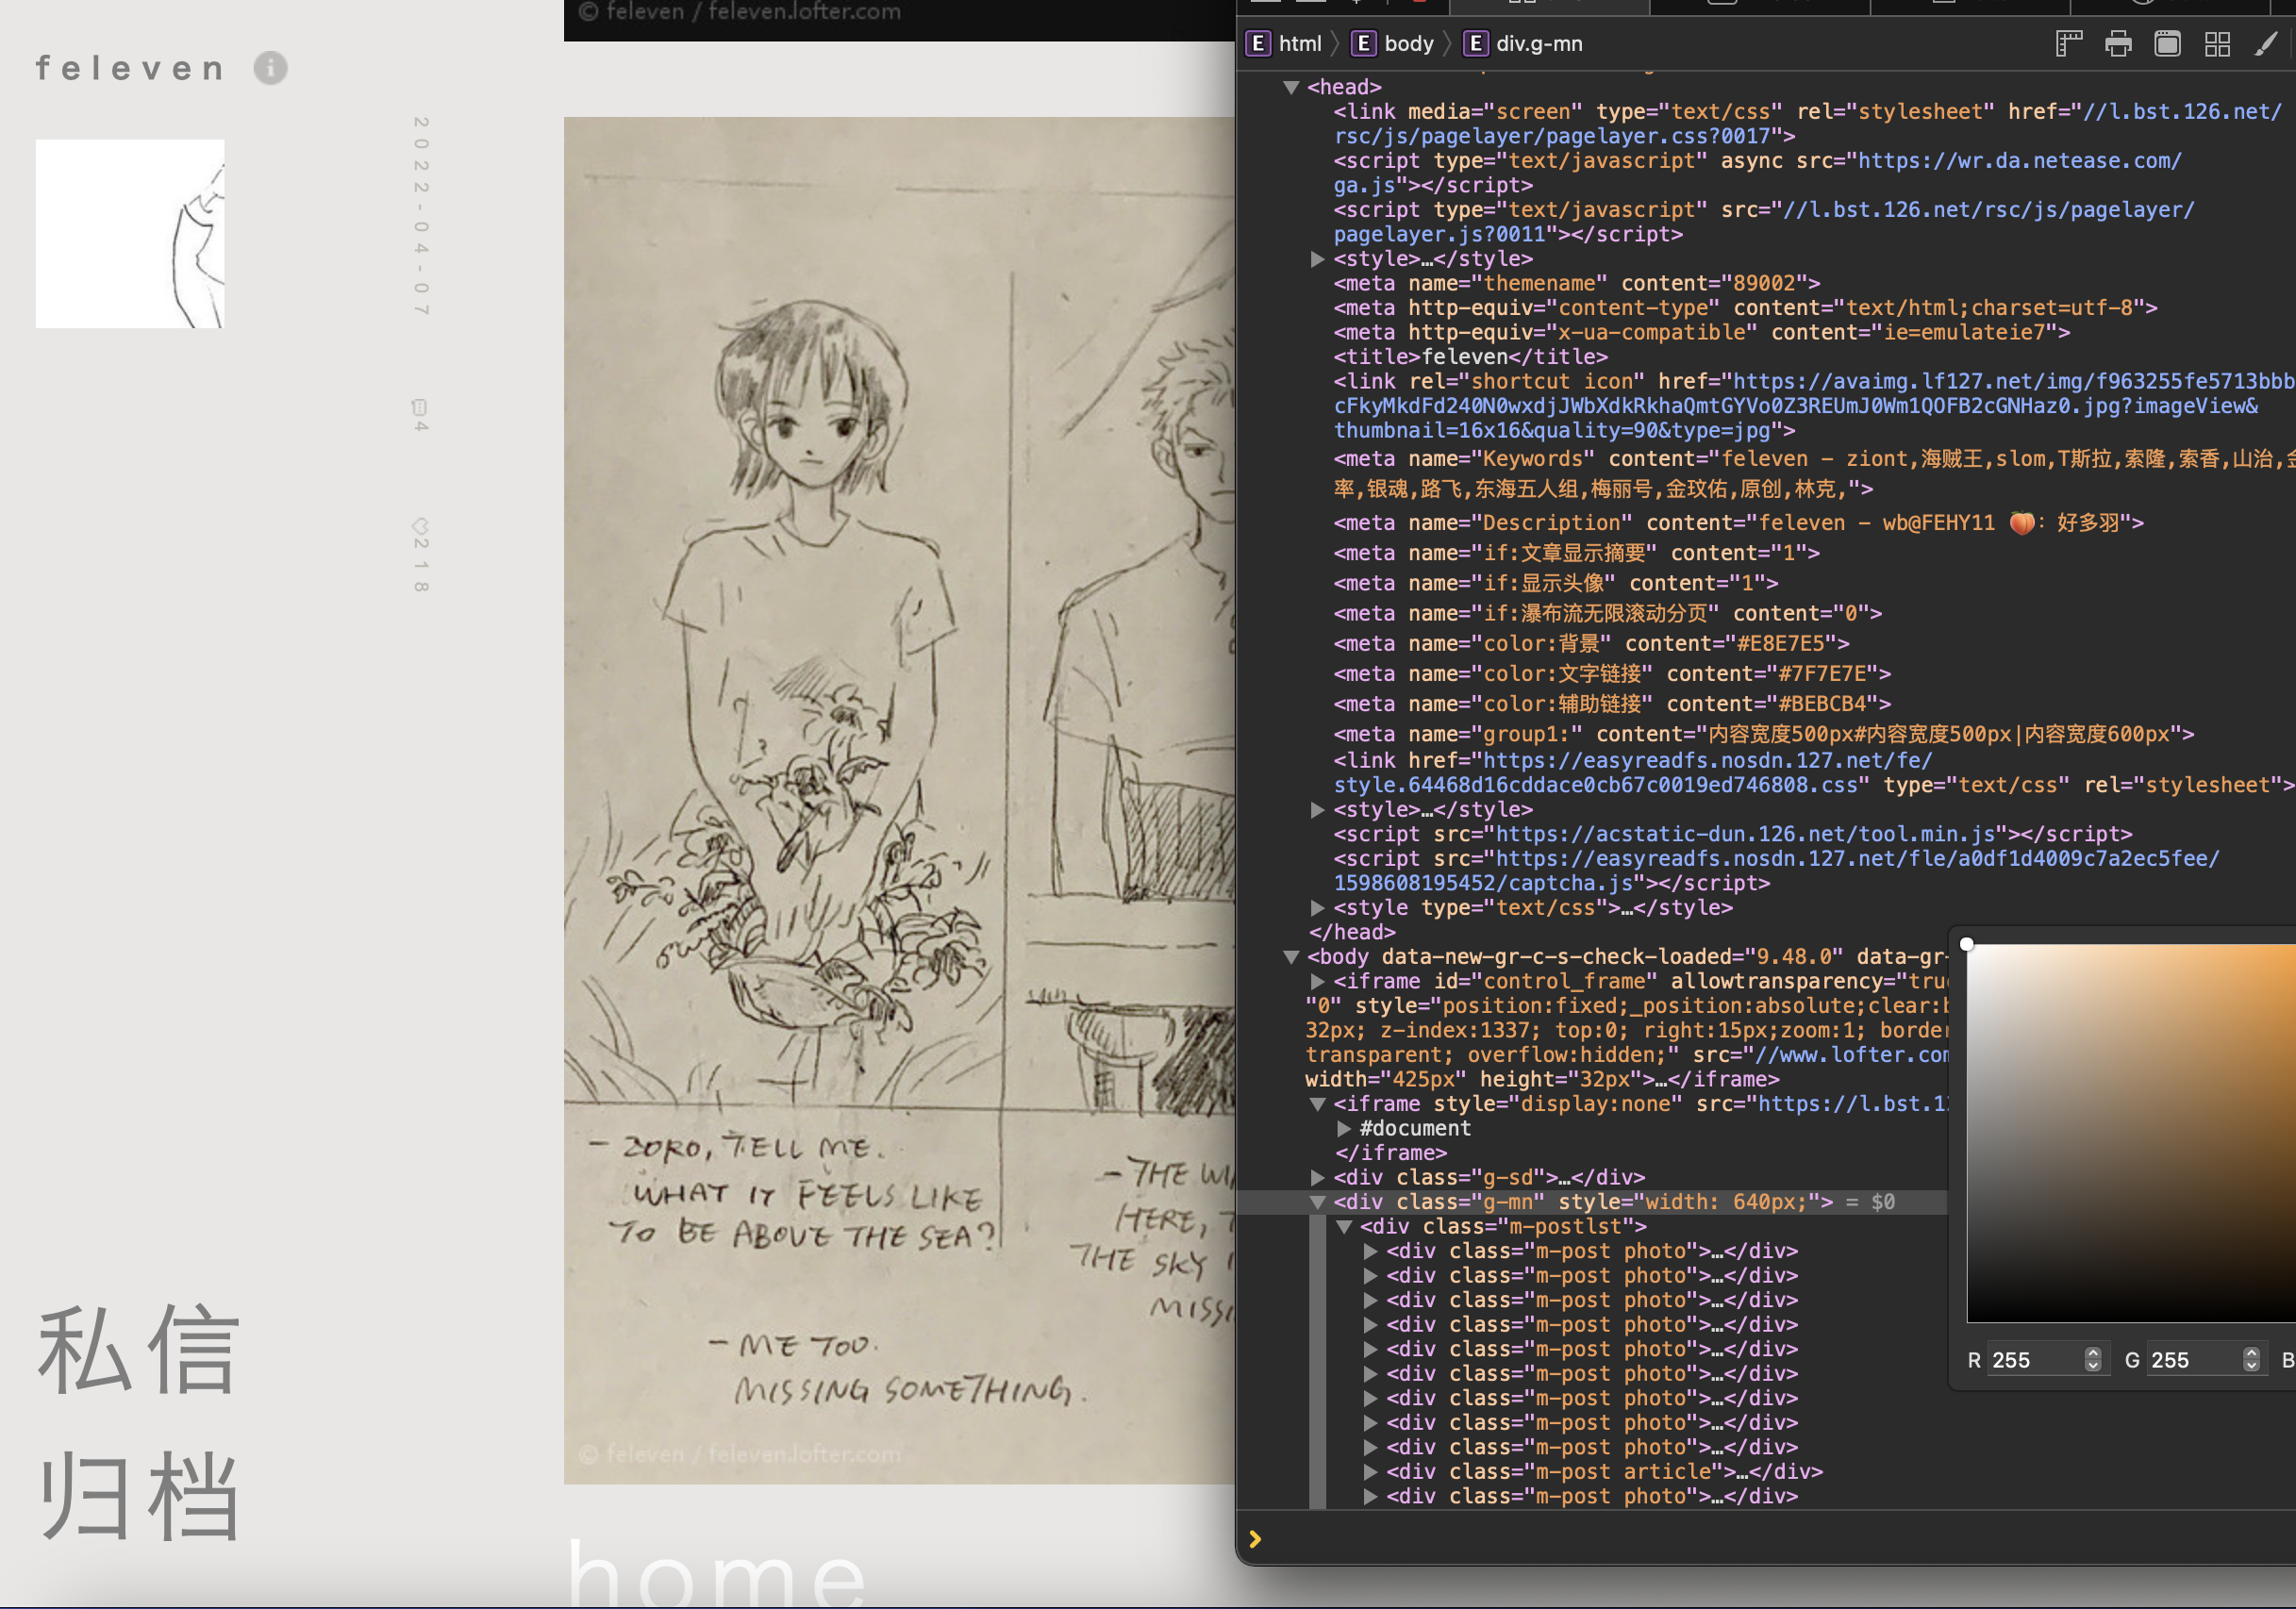 © feleven / feleven.lofter.com
feleven
2022-04-07
4
218
- ZORO, TELL ME.
WHAT IT FEELS LIKE
TO BE ABOVE THE SEA?
- THE
HERE,
THE SKY
- ME TOO.
MISSING SOMETHING.
© feleven / feleven.lofter.com
私信
归档
home
E html 〉 E body 〉 E div.g-mn
<head>
<link media="screen" type="text/css" rel="stylesheet" href="//l.bst.126.net/
rsc/js/pagelayer/pagelayer.css?0017">
<script type="text/javascript" async src="https://wr.da.netease.com/
ga.js"></script>
<script type="text/javascript" src="//l.bst.126.net/rsc/js/pagelayer/
pagelayer.js?0011"></script>
<style>…</style>
<meta name="themename" content="89002">
<meta http-equiv="content-type" content="text/html;charset=utf-8">
<meta http-equiv="x-ua-compatible" content="ie=emulateie7">
<title>feleven</title>
<link rel="shortcut icon" href="https://avaimg.lf127.net/img/f963255fe5713bbb
cFkyMkdFd240N0wxdjJWbXdkRkhaQmtGYVo0Z3REUmJ0Wm1QOFB2cGNHaz0.jpg?imageView&
thumbnail=16x16&quality=90&type=jpg">
<meta name="Keywords" content="feleven - ziont,海贼王,slom,T斯拉,索隆,索香,山治,
率,银魂,路飞,东海五人组,梅丽号,金玟佑,原创,林克,">
<meta name="Description" content="feleven - wb@FEHY11 🍑：好多羽">
<meta name="if:文章显示摘要" content="1">
<meta name="if:显示头像" content="1">
<meta name="if:瀑布流无限滚动分页" content="0">
<meta name="color:背景" content="#E8E7E5">
<meta name="color:文字链接" content="#7F7E7E">
<meta name="color:辅助链接" content="#BEBCB4">
<meta name="group1:" content="内容宽度500px#内容宽度500px|内容宽度600px">
<link href="https://easyreadfs.nosdn.127.net/fe/
style.64468d16cddace0cb67c0019ed746808.css" type="text/css" rel="stylesheet">
<style>…</style>
<script src="https://acstatic-dun.126.net/tool.min.js"></script>
<script src="https://easyreadfs.nosdn.127.net/fle/a0df1d4009c7a2ec5fee/
1598608195452/captcha.js"></script>
<style type="text/css">…</style>
</head>
<body data-new-gr-c-s-check-loaded="9.48.0" data-gr-
<iframe id="control_frame" allowtransparency="tru
"0" style="position:fixed;_position:absolute;clear:b
32px; z-index:1337; top:0; right:15px;zoom:1; border
transparent; overflow:hidden;" src="//www.lofter.com
width="425px" height="32px">…</iframe>
<iframe style="display:none" src="https://l.bst.1
#document
</iframe>
<div class="g-sd">…</div>
<div class="g-mn" style="width: 640px;"> = $0
<div class="m-postlst">
<div class="m-post photo">…</div>
<div class="m-post photo">…</div>
<div class="m-post photo">…</div>
<div class="m-post photo">…</div>
<div class="m-post photo">…</div>
<div class="m-post photo">…</div>
<div class="m-post photo">…</div>
<div class="m-post photo">…</div>
<div class="m-post photo">…</div>
<div class="m-post article">…</div>
<div class="m-post photo">…</div>
R 255 G 255 B